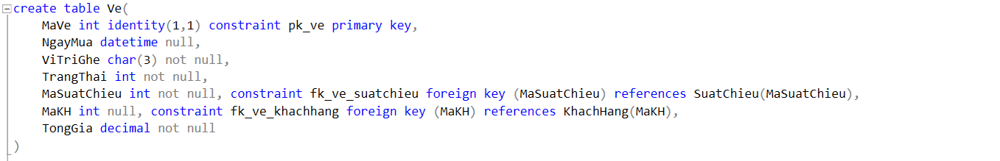 create table Ve(
MaVe int identity(1,1) constraint pk_ve primary key,
NgayMua datetime null,
ViTriGhe char(3) not null,
TrangThai int not null,
MaSuatChieu int not null, constraint fk_ve_suatchieu foreign key (MaSuatChieu) references SuatChieu(MaSuatChieu),
MaKH int null, constraint fk_ve_khachhang foreign key (MaKH) references KhachHang(MaKH),
TongGia decimal not null
)